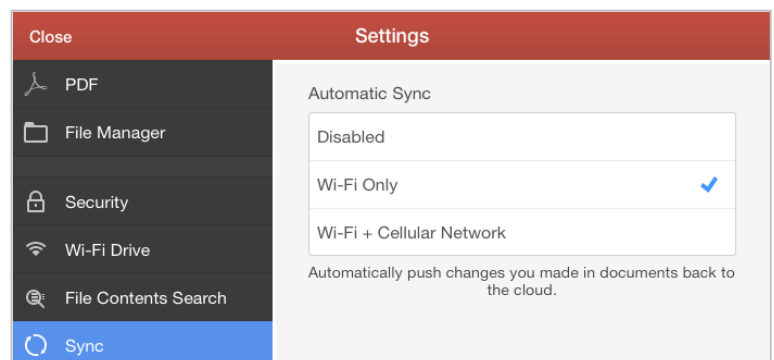 Close
Settings
PDF
File Manager
Security
Wi-Fi Drive
File Contents Search
Sync
Automatic Sync
Disabled
Wi-Fi Only
Wi-Fi + Cellular Network
Automatically push changes you made in documents back to
the cloud.